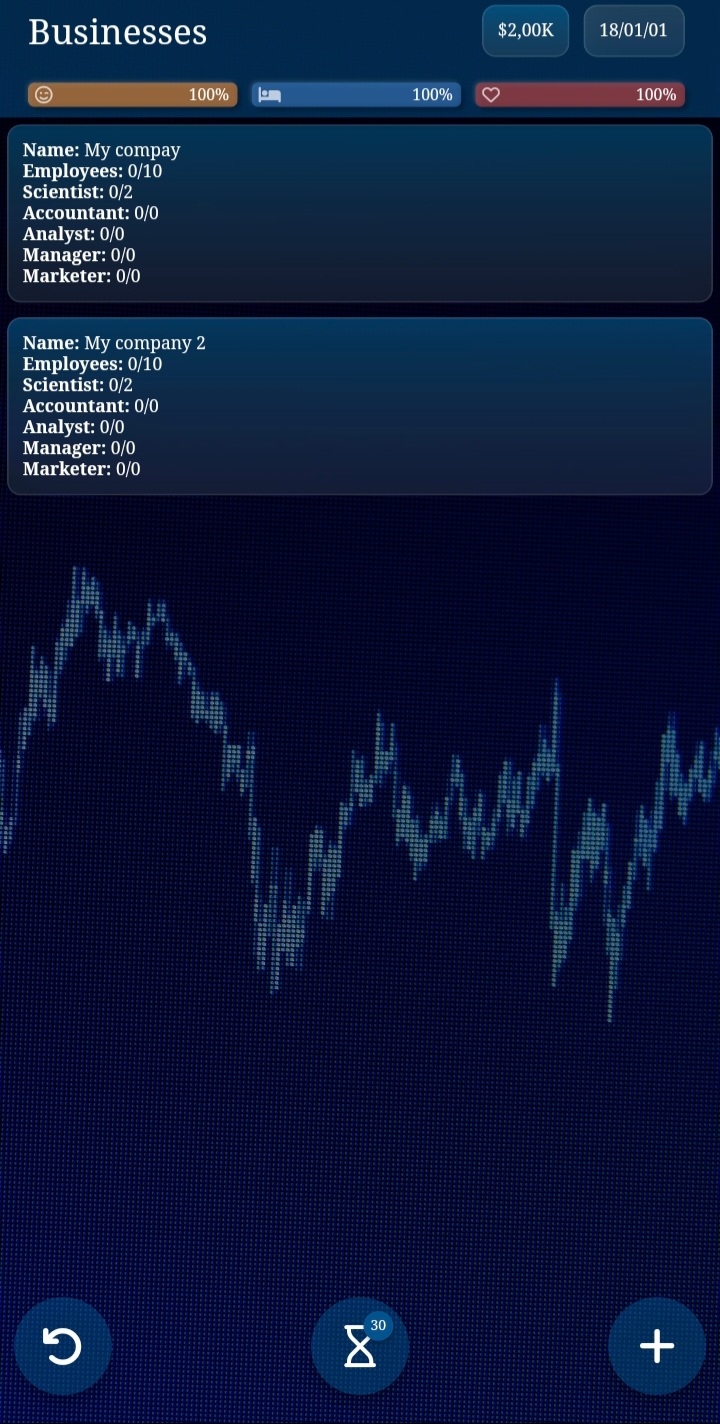 Businesses
$2,00K
18/01/01
100%
100%
100%
Name: My compay
Employees: 0/10
Scientist: 0/2
Accountant: 0/0
Analyst: 0/0
Manager: 0/0
Marketer: 0/0
Name: My company 2
Employees: 0/10
Scientist: 0/2
Accountant: 0/0
Analyst: 0/0
Manager: 0/0
Marketer: 0/0
30